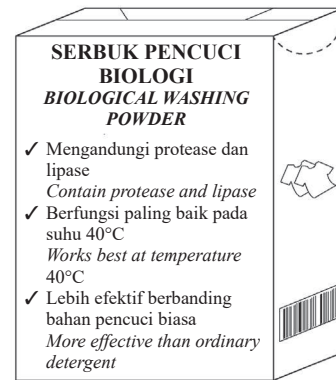 SERBUK PENCUCI
BIOLOGI
BIOLOGICAL WASHING
POWDER
✓ Mengandungi protease dan
lipase
Contain protease and lipase
✓ Berfungsi paling baik pada
suhu 40°C
Works best at temperature
40°C
✓ Lebih efektif berbanding
bahan pencuci biasa
More effective than ordinary
detergent